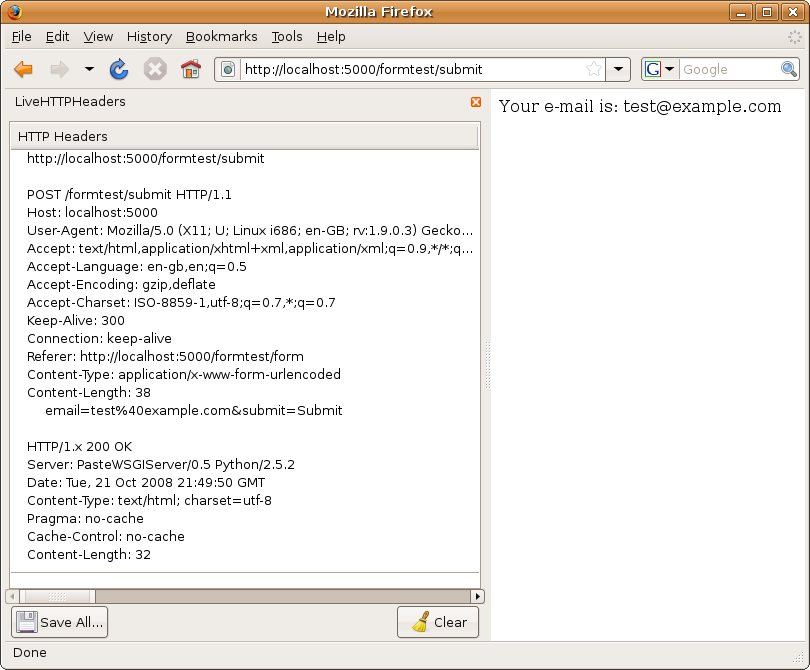 Mozilla Firefox
File Edit View History Bookmarks Tools Help
http://localhost:5000/formtest/submit
G Google
LiveHTTPHeaders
Your e-mail is: test@example.com
HTTP Headers
http://localhost:5000/formtest/submit
POST /formtest/submit HTTP/1.1
Host: localhost:5000
User-Agent: Mozilla/5.0 (X11; U; Linux i686; en-GB; rv:1.9.0.3) Gecko...
Accept: text/html,application/xhtml+xml,application/xml;q=0.9,*/*;q...
Accept-Language: en-gb,en;q=0.5
Accept-Encoding: gzip,deflate
Accept-Charset: ISO-8859-1,utf-8;q=0.7,*;q=0.7
Keep-Alive: 300
Connection: keep-alive
Referer: http://localhost:5000/formtest/form
Content-Type: application/x-www-form-urlencoded
Content-Length: 38
email=test%40example.com&submit=Submit
HTTP/1.x 200 OK
Server: PasteWSGIServer/0.5 Python/2.5.2
Date: Tue, 21 Oct 2008 21:49:50 GMT
Content-Type: text/html; charset=utf-8
Pragma: no-cache
Cache-Control: no-cache
Content-Length: 32
Save All...
Clear
Done